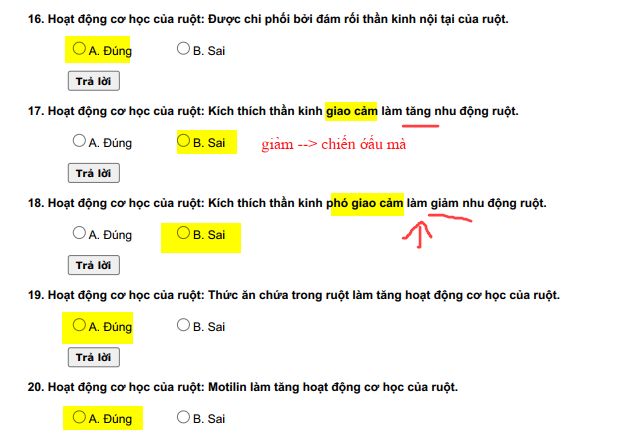 16. Hoạt động cơ học của ruột: Được chi phối bởi đám rối thần kinh nội tại của ruột.
A. Đúng B. Sai
Trả lời
17. Hoạt động cơ học của ruột: Kích thích thần kinh giao cảm làm tăng nhu động ruột.
A. Đúng B. Sai giảm --> chiến đấu mà
Trả lời
18. Hoạt động cơ học của ruột: Kích thích thần kinh phó giao cảm làm giảm nhu động ruột.
A. Đúng B. Sai
Trả lời
19. Hoạt động cơ học của ruột: Thức ăn chứa trong ruột làm tăng hoạt động cơ học của ruột.
A. Đúng B. Sai
Trả lời
20. Hoạt động cơ học của ruột: Motilin làm tăng hoạt động cơ học của ruột.
A. Đúng B. Sai